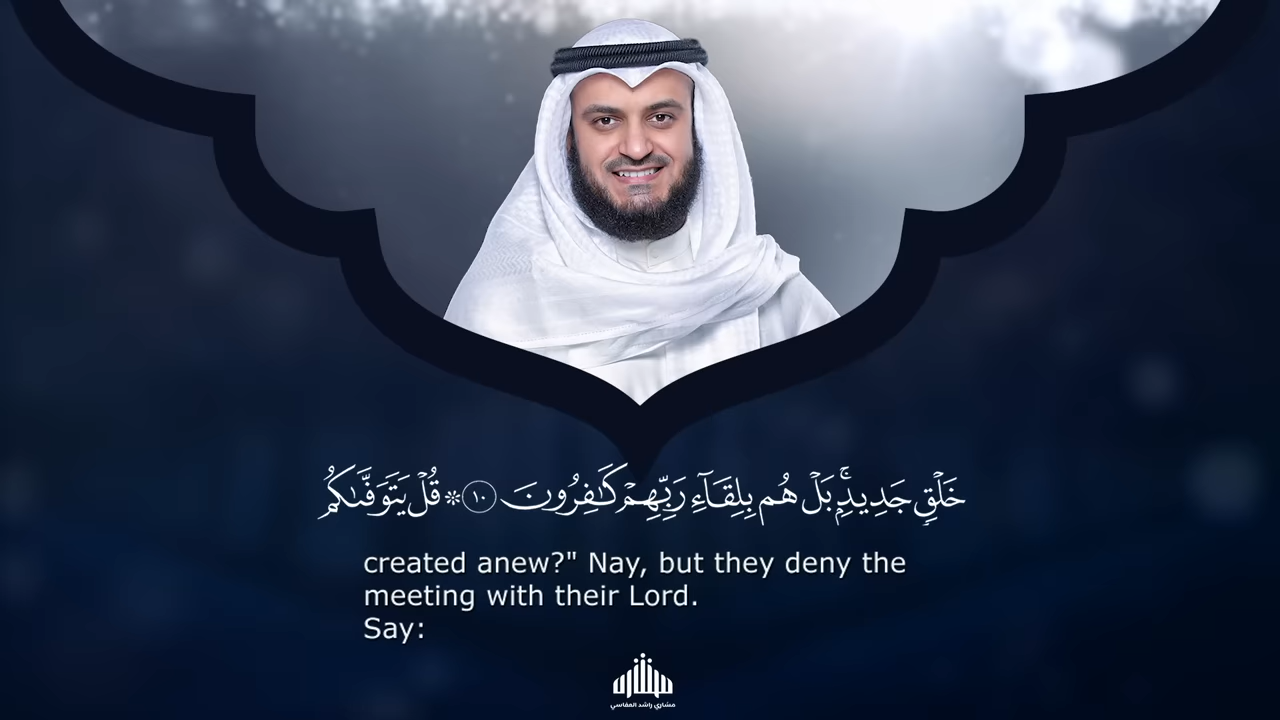 خَلْقٍ جَدِيدٍۚ بَلْ هُم بِلِقَآءِ رَبِّهِمْ كَٰفِرُونَ ١٠ ۞ قُلْ يَتَوَفَّىٰكُم
created anew?" Nay, but they deny the
meeting with their Lord.
Say:
مشاري راشد العفاسي